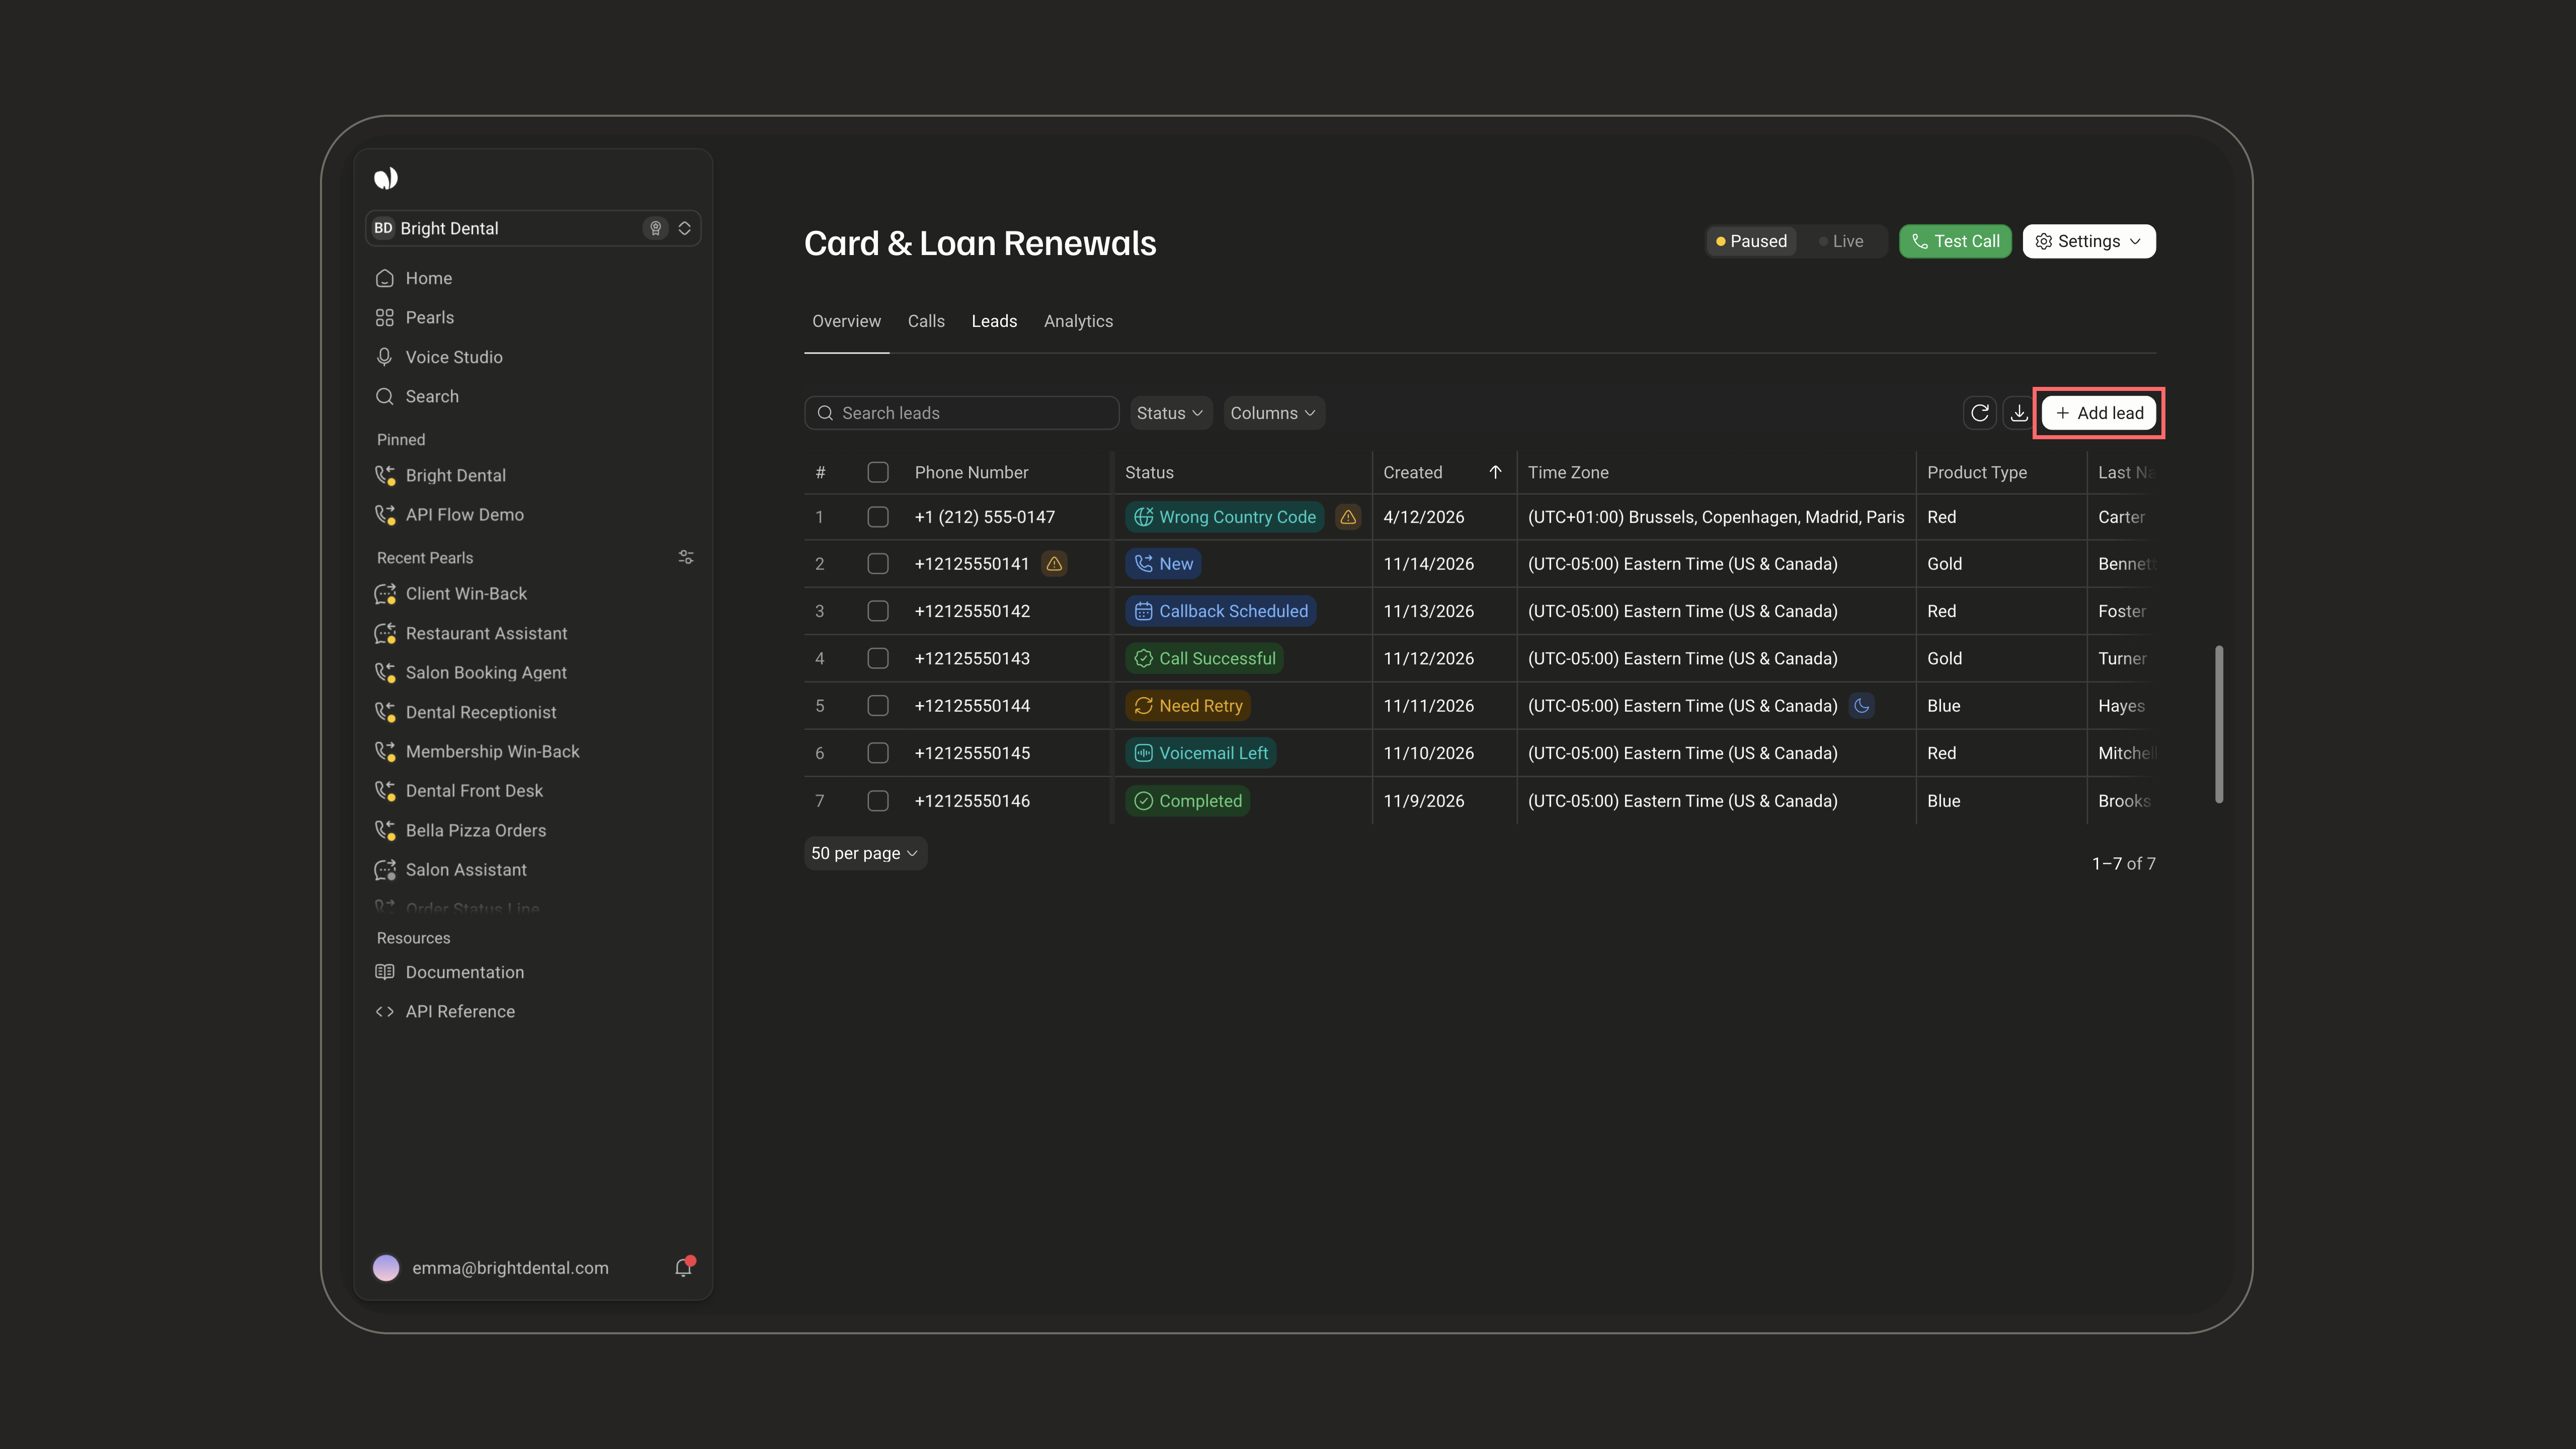 BD Bright Dental
Home
Pearls
Voice Studio
Search
Pinned
Bright Dental
API Flow Demo
Recent Pearls
Client Win-Back
Restaurant Assistant
Salon Booking Agent
Dental Receptionist
Membership Win-Back
Dental Front Desk
Bella Pizza Orders
Salon Assistant
Order Status Line
Resources
Documentation
API Reference
emma@brightdental.com
Card & Loan Renewals
Paused Live Test Call Settings
Overview Calls Leads Analytics
Search leads Status Columns + Add lead
# Phone Number Status Created Time Zone Product Type Last Na
1 +1 (212) 555-0147 Wrong Country Code 4/12/2026 (UTC+01:00) Brussels, Copenhagen, Madrid, Paris Red Carter
2 +12125550141 New 11/14/2026 (UTC-05:00) Eastern Time (US & Canada) Gold Bennett
3 +12125550142 Callback Scheduled 11/13/2026 (UTC-05:00) Eastern Time (US & Canada) Red Foster
4 +12125550143 Call Successful 11/12/2026 (UTC-05:00) Eastern Time (US & Canada) Gold Turner
5 +12125550144 Need Retry 11/11/2026 (UTC-05:00) Eastern Time (US & Canada) Blue Hayes
6 +12125550145 Voicemail Left 11/10/2026 (UTC-05:00) Eastern Time (US & Canada) Red Mitchell
7 +12125550146 Completed 11/9/2026 (UTC-05:00) Eastern Time (US & Canada) Blue Brooks
50 per page
1–7 of 7